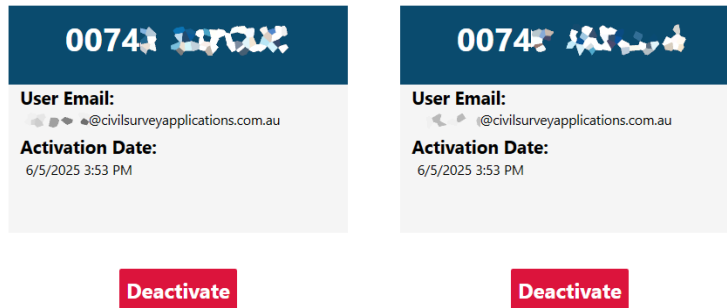 0074
User Email:
@civilsurveyapplications.com.au
Activation Date:
6/5/2025 3:53 PM
Deactivate
0074
User Email:
@civilsurveyapplications.com.au
Activation Date:
6/5/2025 3:53 PM
Deactivate